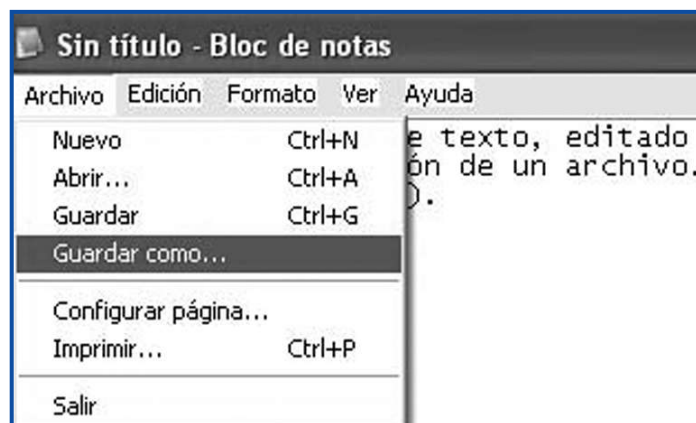 Sin título - Bloc de notas
Archivo Edición Formato Ver Ayuda
Nuevo Ctrl+N
Abrir... Ctrl+A
Guardar Ctrl+G
Guardar como...
Configurar página...
Imprimir... Ctrl+P
Salir
e texto, editado
ón de un archivo.
).